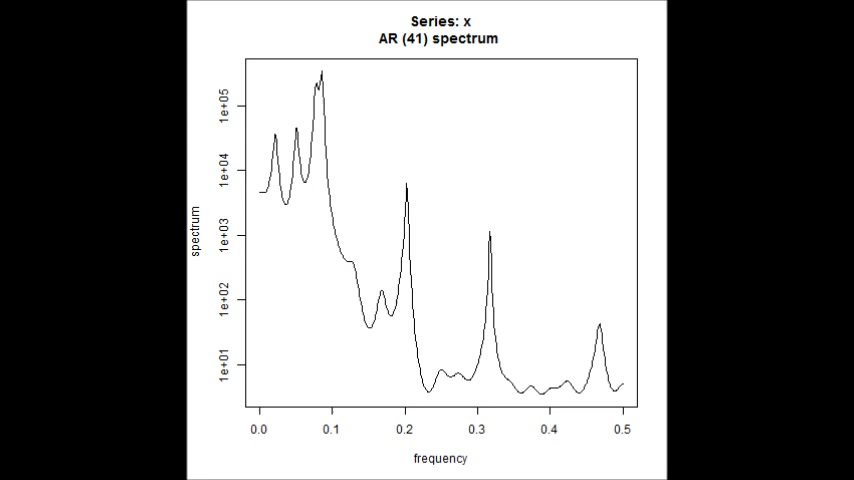 Series: x
AR (41) spectrum
spectrum
1e+05
1e+04
1e+03
1e+02
1e+01
0.0 0.1 0.2 0.3 0.4 0.5
frequency